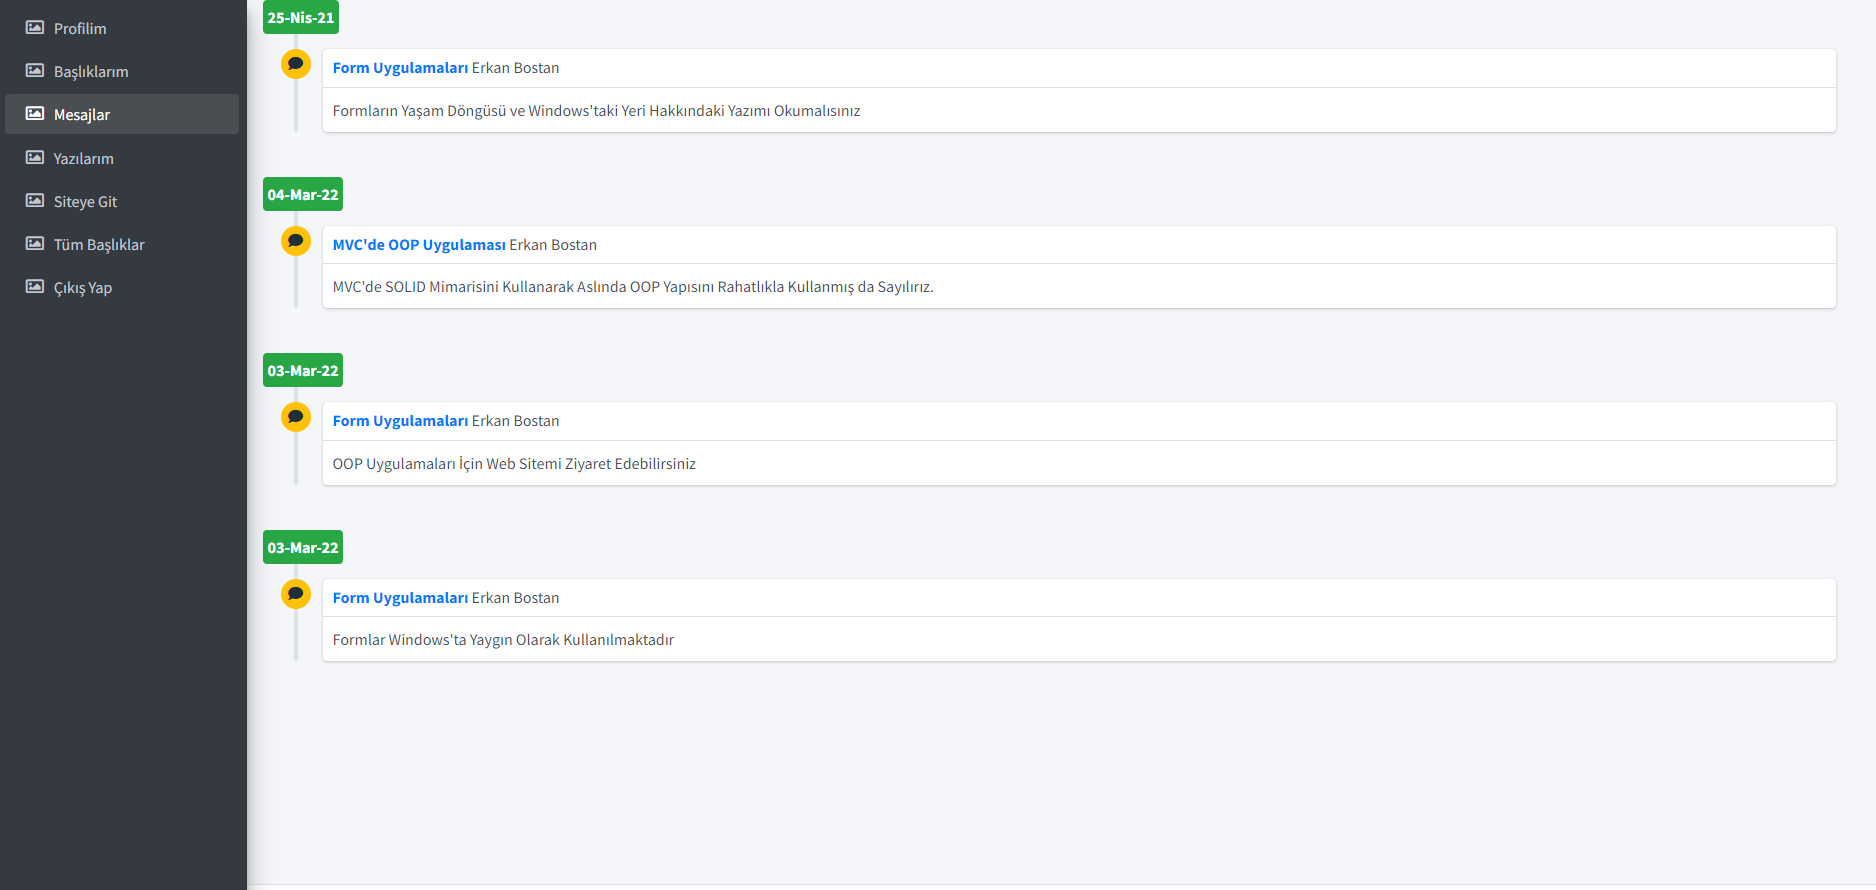 Profilim
Başlıklarım
Mesajlar
Yazılarım
Siteye Git
Tüm Başlıklar
Çıkış Yap
25-Nis-21
Form Uygulamaları Erkan Bostan
Formların Yaşam Döngüsü ve Windows'taki Yeri Hakkındaki Yazımı Okumalısınız
04-Mar-22
MVC'de OOP Uygulaması Erkan Bostan
MVC'de SOLID Mimarisini Kullanarak Aslında OOP Yapısını Rahatlıkla Kullanmış da Sayılırız.
03-Mar-22
Form Uygulamaları Erkan Bostan
OOP Uygulamaları İçin Web Sitemi Ziyaret Edebilirsiniz
03-Mar-22
Form Uygulamaları Erkan Bostan
Formlar Windows'ta Yaygın Olarak Kullanılmaktadır